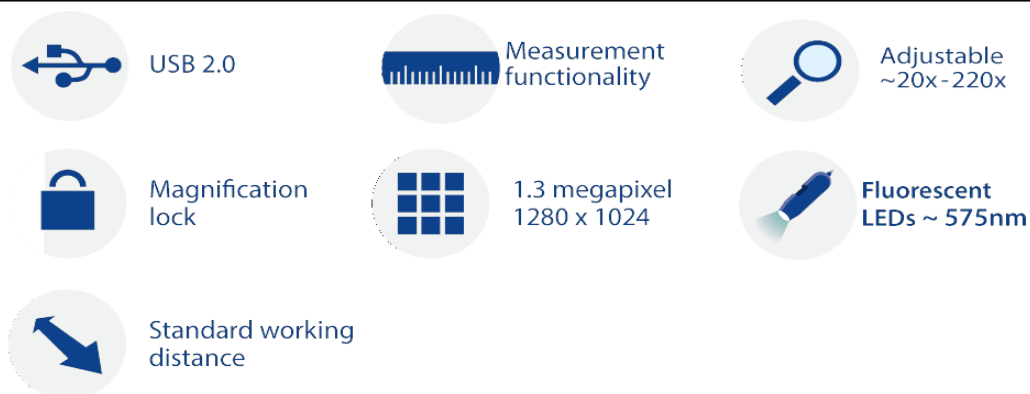 USB 2.0
Measurement
functionality
Adjustable
~20x-220x
Magnification
lock
1.3 megapixel
1280 x 1024
Fluorescent
LEDs ~ 575nm
Standard working
distance